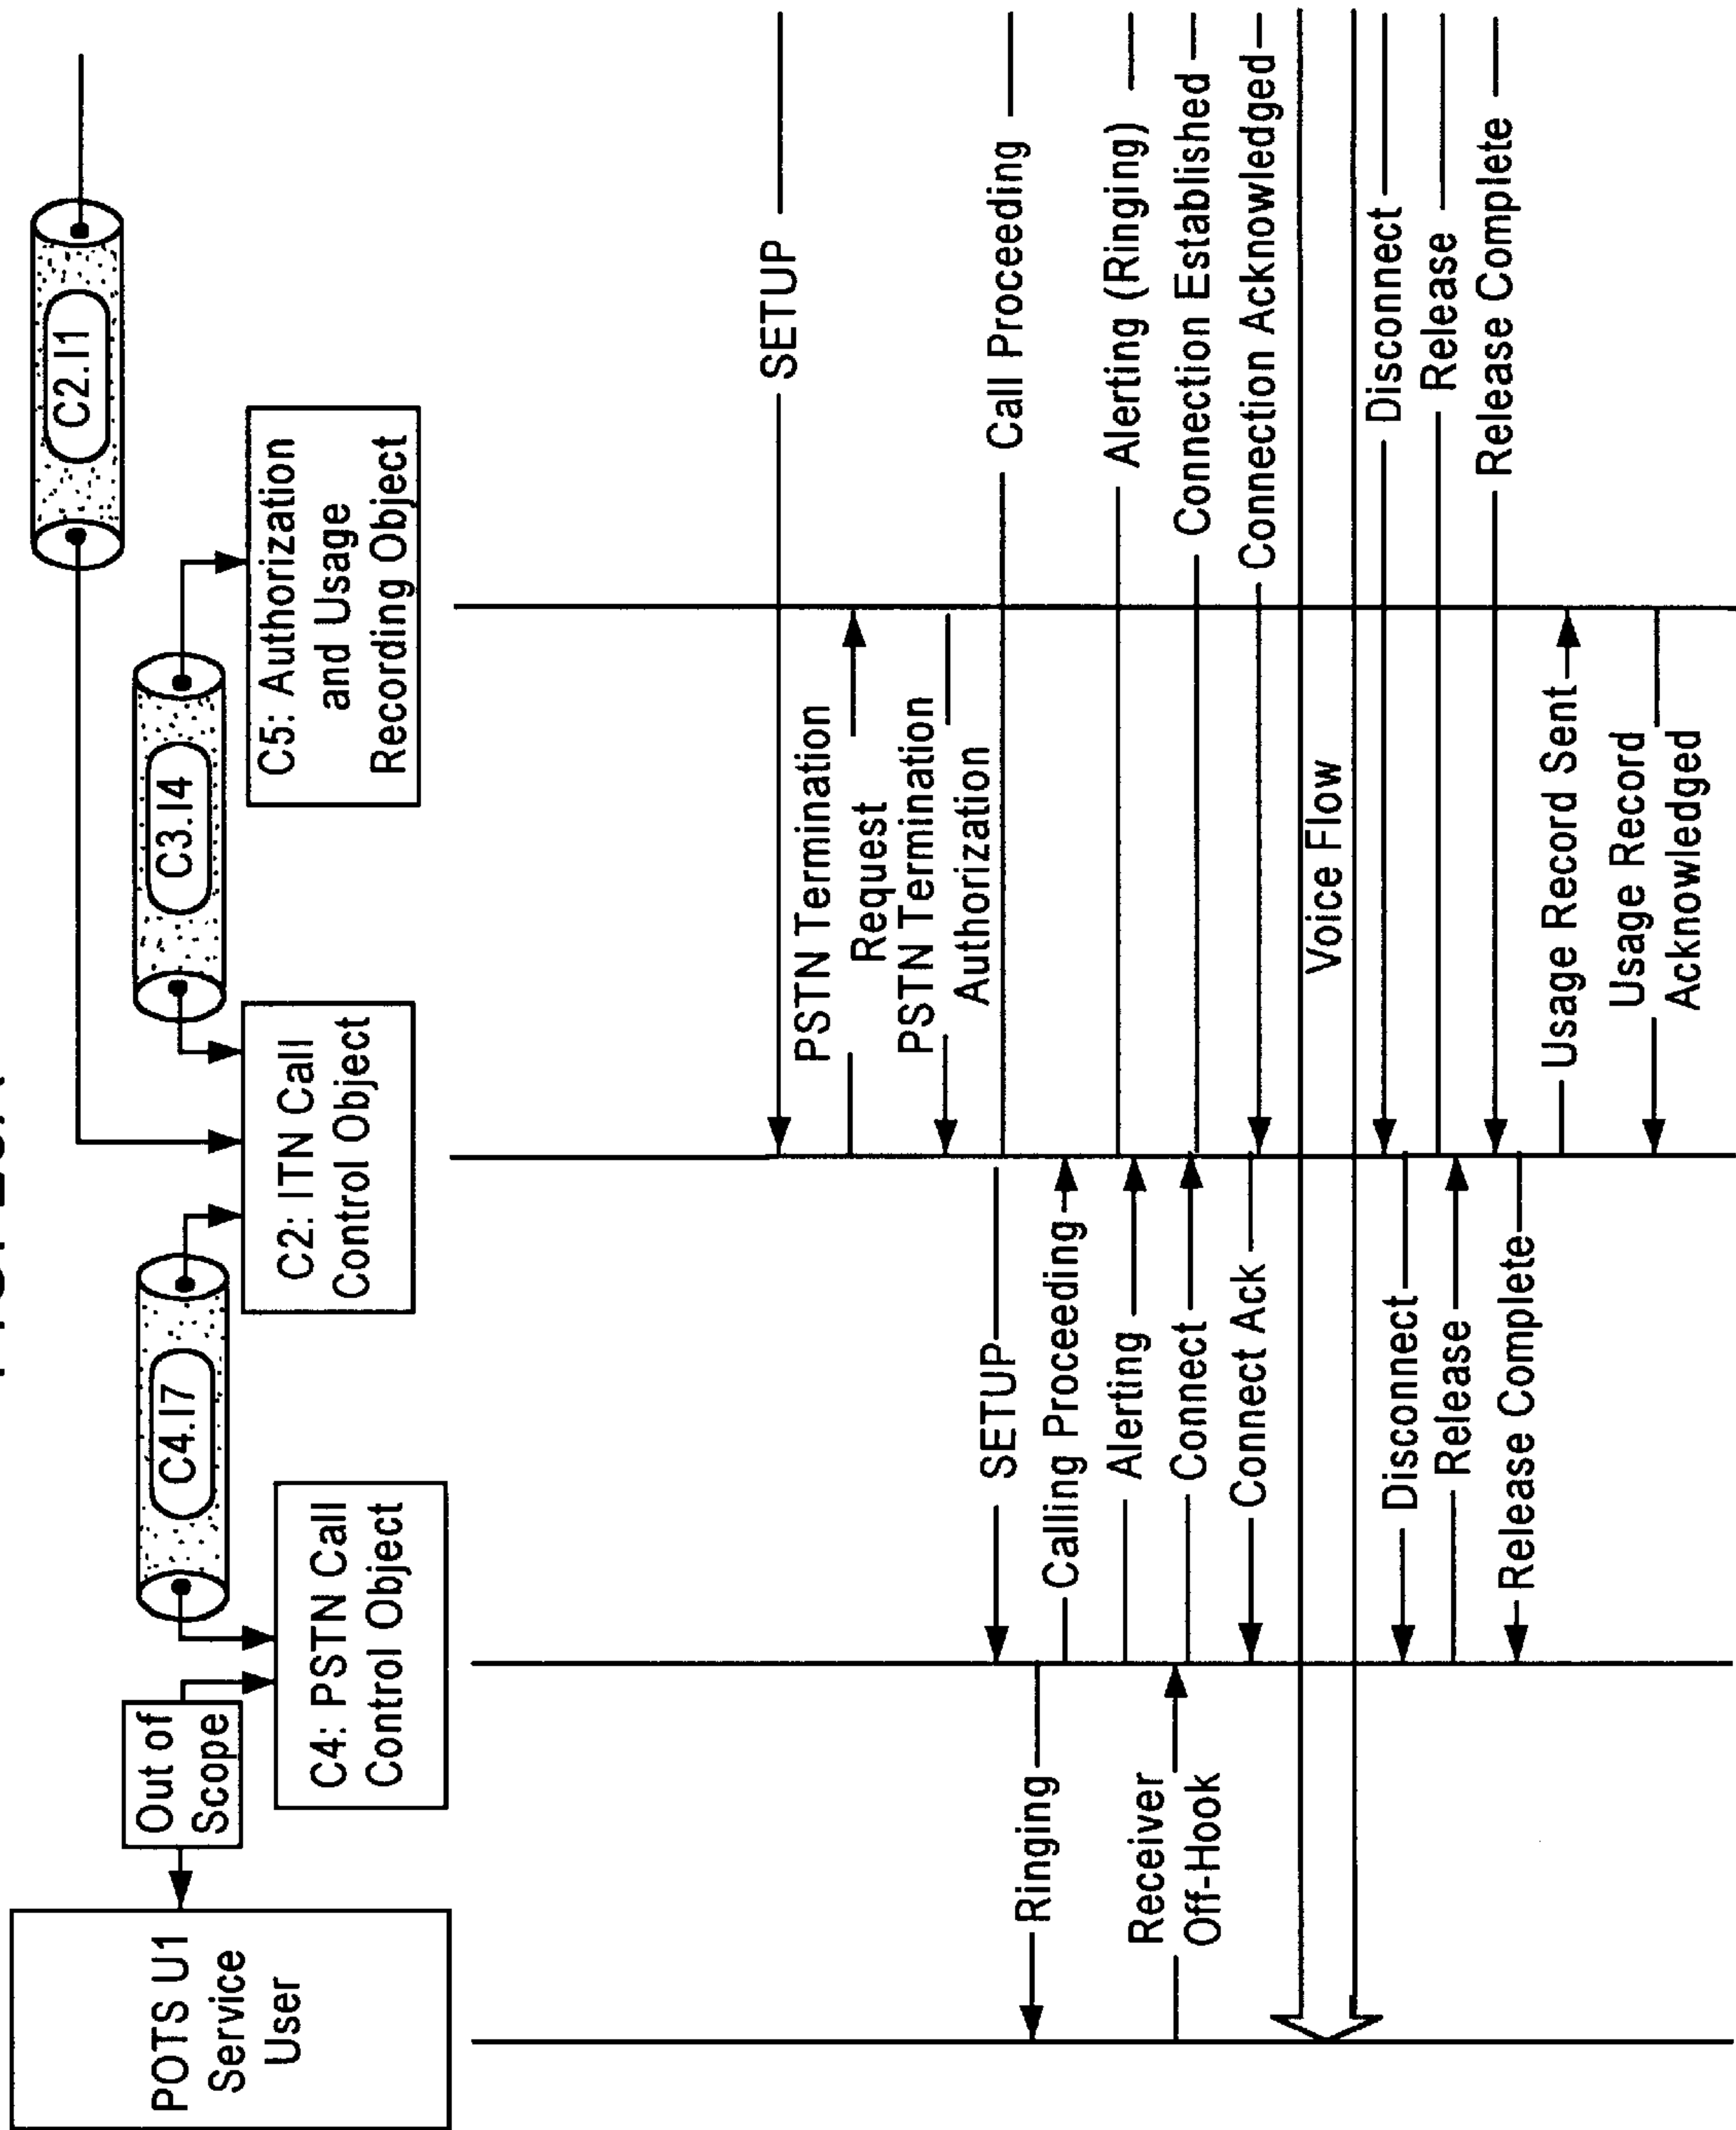 POTS U1
Service
User
Out of
Scope
C4: PSTN Call
Control Object
C4.I7
C2: ITN Call
Control Object
C3.I4
C5: Authorization
and Usage
Recording Object
C2.I1
SETUP
PSTN Termination
Request
PSTN Termination
Authorization
SETUP
Call Proceeding
Ringing
Calling Proceeding
Alerting
Alerting (Ringing)
Receiver
Off-Hook
Connect
Connection Established
Connect Ack
Connection Acknowledged
Voice Flow
Disconnect
Disconnect
Release
Release
Release Complete
Release Complete
Usage Record Sent
Usage Record
Acknowledged